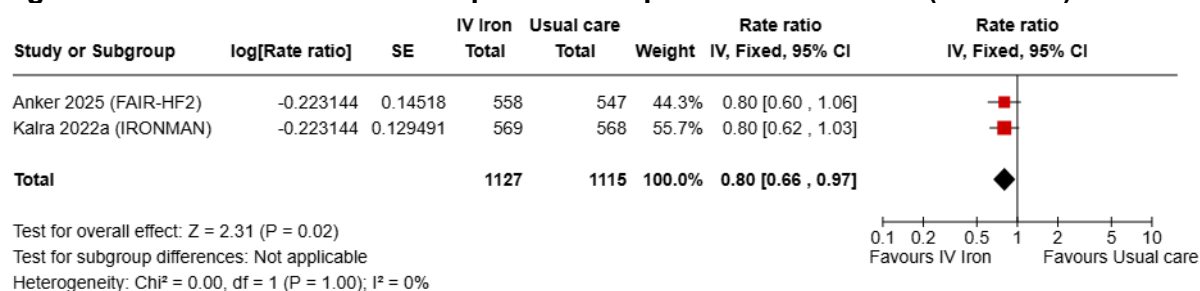 IV Iron Usual care Rate ratio Rate ratio
Study or Subgroup log[Rate ratio] SE Total Total Weight IV, Fixed, 95% CI IV, Fixed, 95% CI
Anker 2025 (FAIR-HF2) -0.223144 0.14518 558 547 44.3% 0.80 [0.60 , 1.06]
Kalra 2022a (IRONMAN) -0.223144 0.129491 569 568 55.7% 0.80 [0.62 , 1.03]
Total 1127 1115 100.0% 0.80 [0.66 , 0.97]
Test for overall effect: Z = 2.31 (P = 0.02)
Test for subgroup differences: Not applicable
Heterogeneity: Chi² = 0.00, df = 1 (P = 1.00); I² = 0%
0.1 0.2 0.5 1 2 5 10
Favours IV Iron Favours Usual care